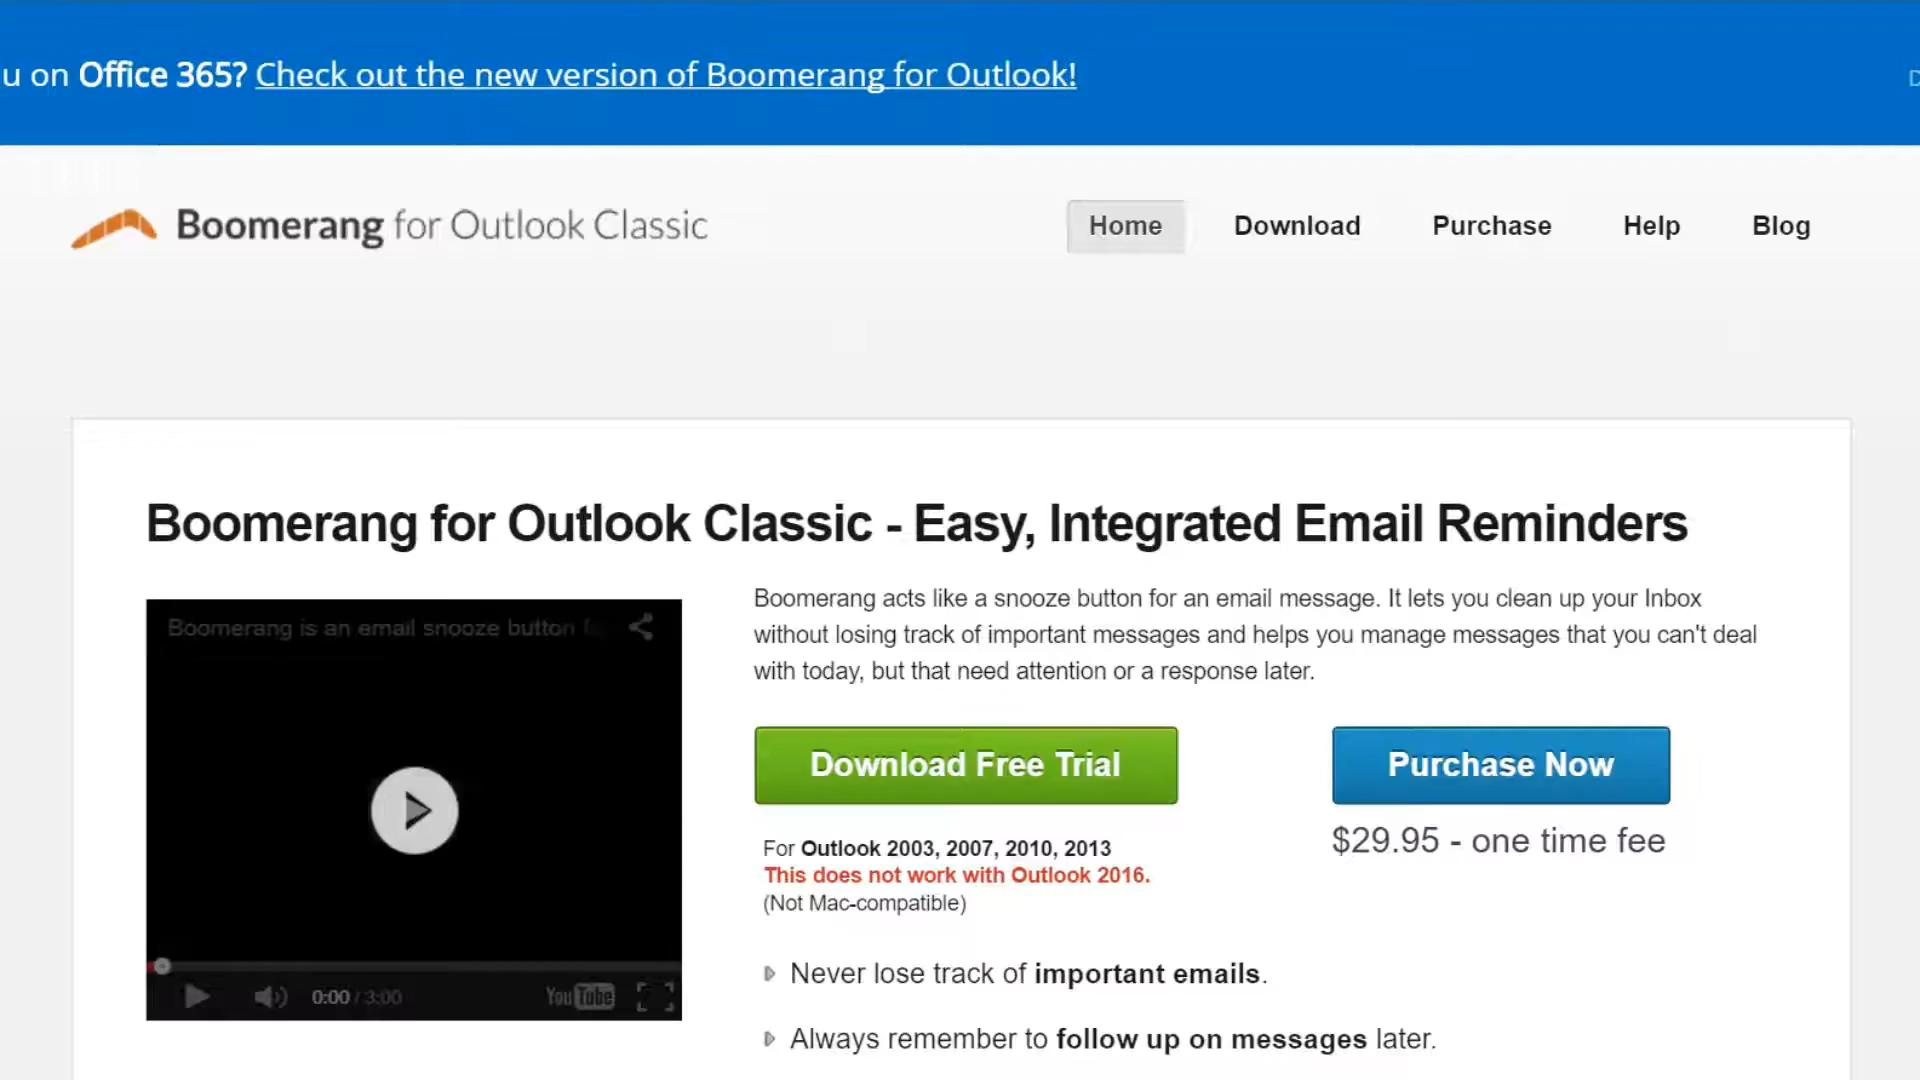 u on Office 365? Check out the new version of Boomerang for Outlook!
Boomerang for Outlook Classic
Home Download Purchase Help Blog
Boomerang for Outlook Classic - Easy, Integrated Email Reminders
Boomerang is an email snooze button
Boomerang acts like a snooze button for an email message. It lets you clean up your Inbox
without losing track of important messages and helps you manage messages that you can't deal
with today, but that need attention or a response later.
Download Free Trial
Purchase Now
$29.95 - one time fee
For Outlook 2003, 2007, 2010, 2013
This does not work with Outlook 2016.
(Not Mac-compatible)
Never lose track of important emails.
0:00 / 3:00 YouTube
Always remember to follow up on messages later.